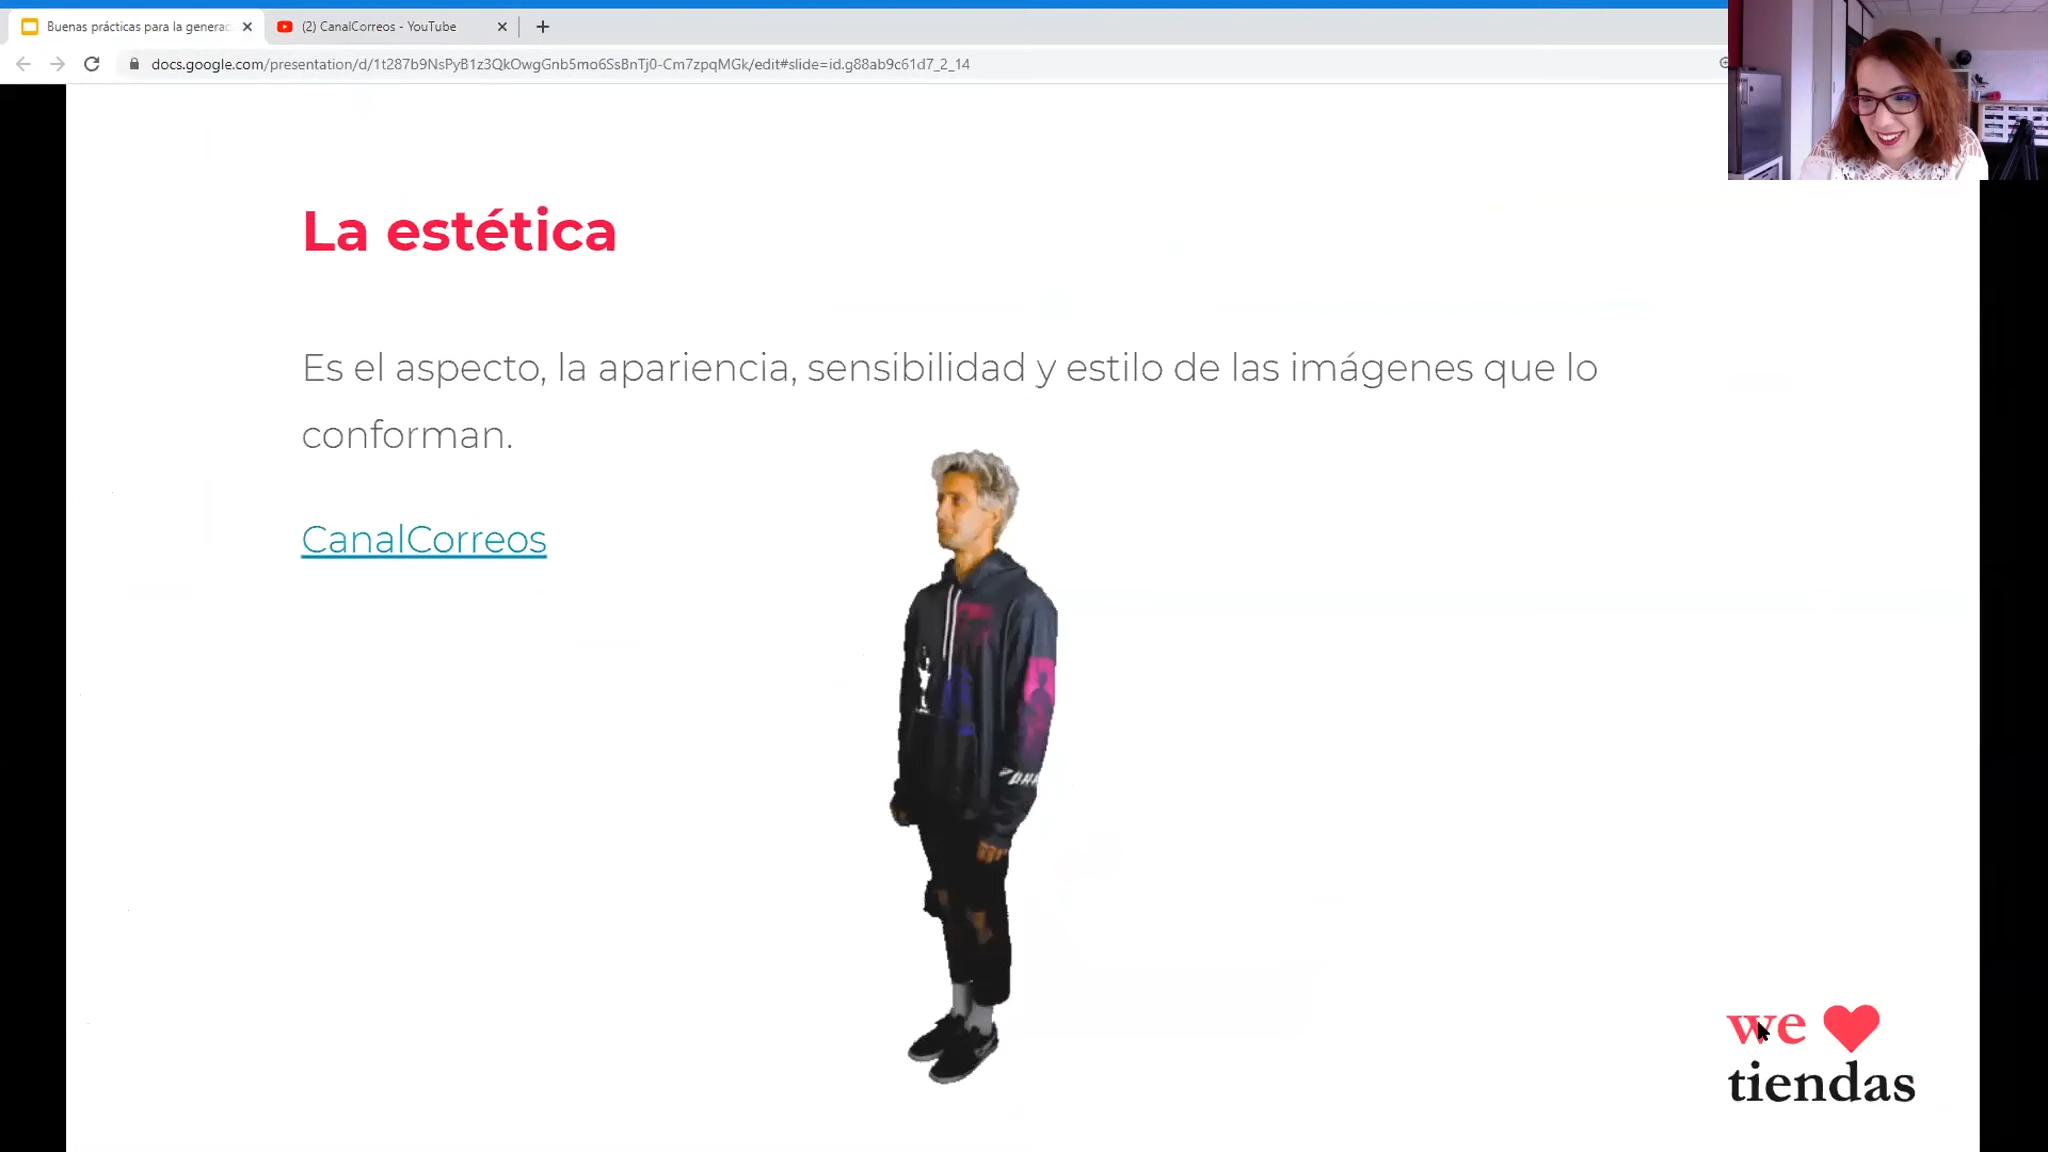 Buenas prácticas para la generac
(2) CanalCorreos - YouTube
docs.google.com/presentation/d/1t287b9NsPyB1z3QkOwgGnb5mo6SsBnTj0-Cm7zpqMGk/edit#slide=id.g88ab9c61d7_2_14
La estética
Es el aspecto, la apariencia, sensibilidad y estilo de las imágenes que lo
conforman.
CanalCorreos
we
tiendas